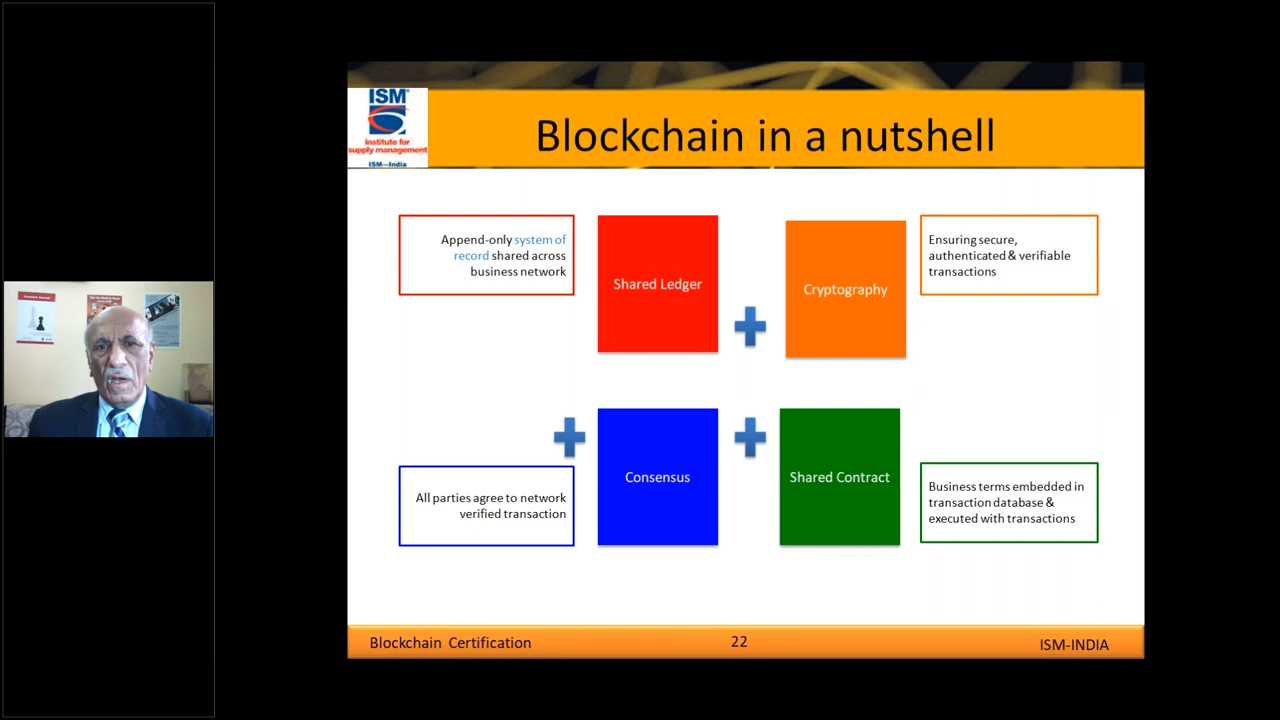 ISM®
institute for
supply management
ISM—India
Blockchain in a nutshell
Append-only system of
record shared across
business network
Shared Ledger
Cryptography
Ensuring secure,
authenticated & verifiable
transactions
All parties agree to network
verified transaction
Consensus
Shared Contract
Business terms embedded in
transaction database &
executed with transactions
Blockchain Certification
22
ISM-INDIA